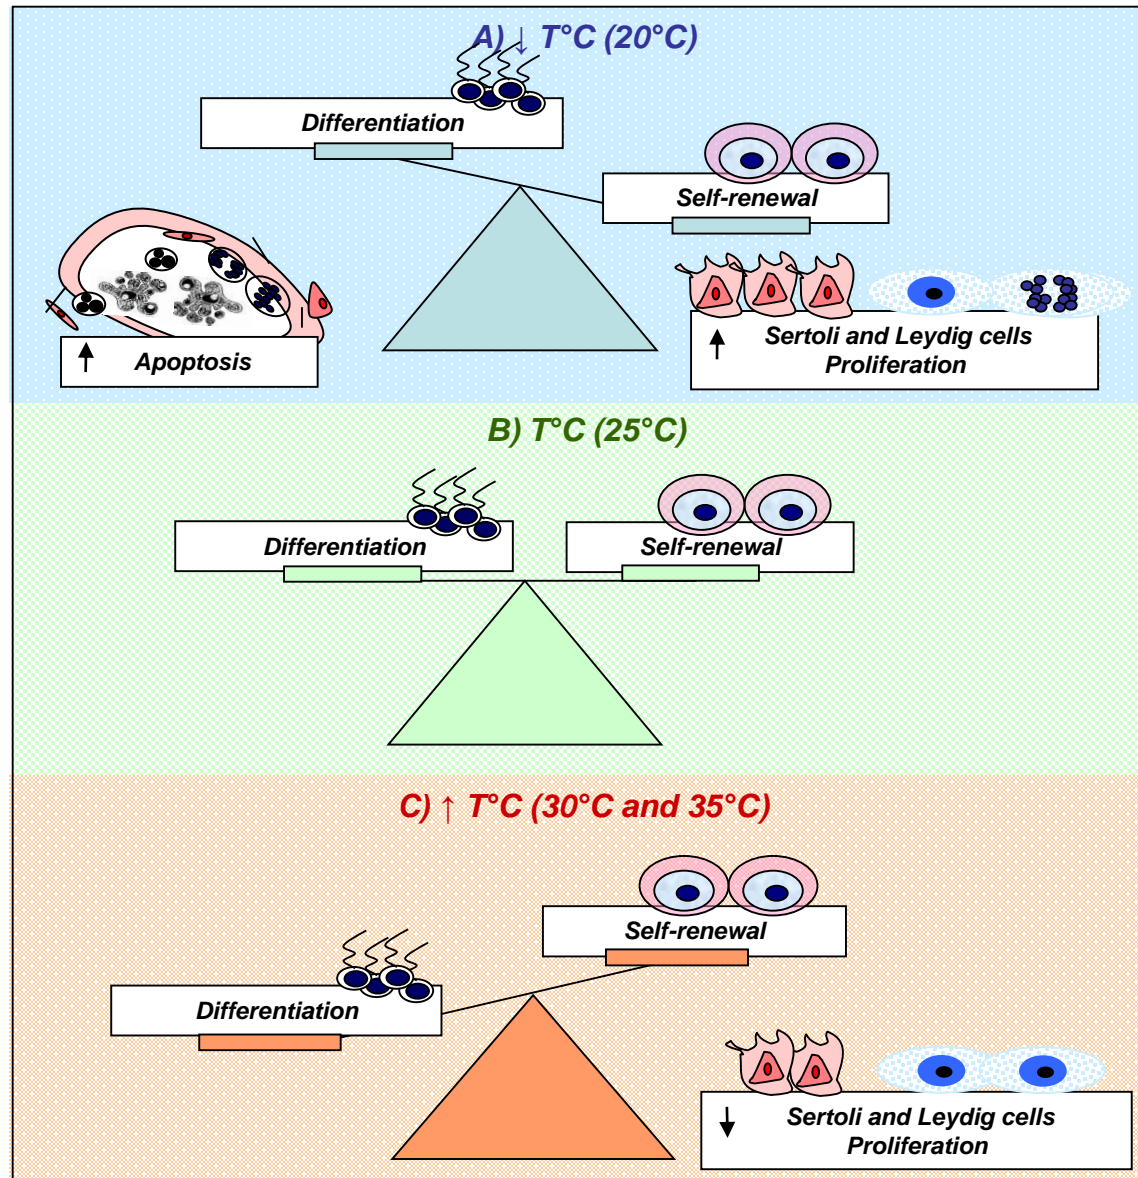 A) ↓ T°C (20°C)
Differentiation
Self-renewal
↑ Apoptosis
↑ Sertoli and Leydig cells
Proliferation
B) T°C (25°C)
Differentiation
Self-renewal
C) ↑ T°C (30°C and 35°C)
Self-renewal
Differentiation
↓ Sertoli and Leydig cells
Proliferation